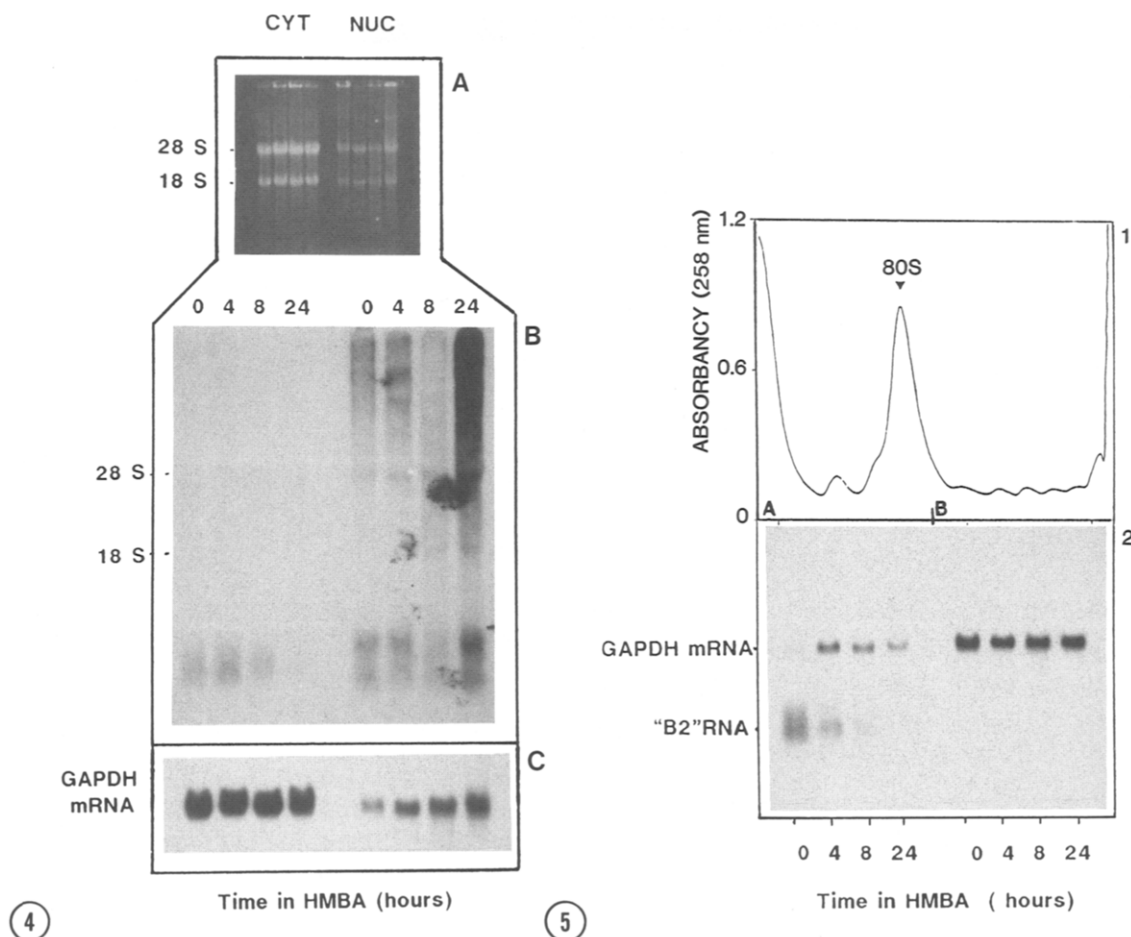 CYT NUC
A
28 S
18 S
0 4 8 24 0 4 8 24
B
28 S
18 S
C
GAPDH
mRNA
Time in HMBA (hours)
4
1.2
1
80S
ABSORBANCY (258 nm)
0.6
0
A B
2
GAPDH mRNA
"B2"RNA
0 4 8 24 0 4 8 24
Time in HMBA ( hours)
5